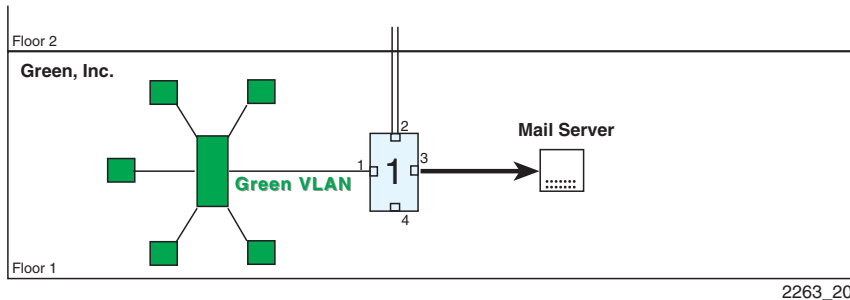 Floor 2
Green, Inc.
2
Mail Server
1
1
3
Green VLAN
4
Floor 1
2263_20